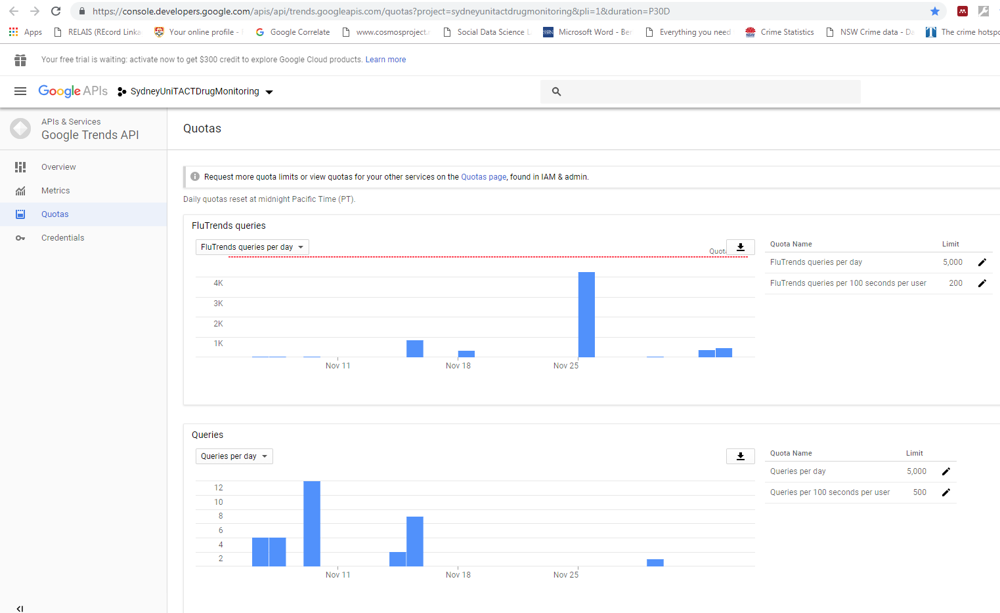 https://console.developers.google.com/apis/api/trends.googleapis.com/quotas?project=sydneyunitactdrugmonitoring&pli=1&duration=P30D
Apps RELAIS (REcord Linka Your online profile - Google Correlate www.cosmosproject. Social Data Science L Microsoft Word - Ber Everything you need Crime Statistics NSW Crime data - Da The crime hotspo
Your free trial is waiting: activate now to get $300 credit to explore Google Cloud products. Learn more
Google APIs SydneyUniTACTDrugMonitoring
APIs & Services
Google Trends API
Overview
Metrics
Quotas
Credentials
Quotas
Request more quota limits or view quotas for your other services on the Quotas page, found in IAM & admin.
Daily quotas reset at midnight Pacific Time (PT).
FluTrends queries
FluTrends queries per day
Quota
4K
3K
2K
1K
Nov 11 Nov 18 Nov 25
Quota Name Limit
FluTrends queries per day 5,000
FluTrends queries per 100 seconds per user 200
Queries
Queries per day
12
10
8
6
4
2
Nov 11 Nov 18 Nov 25
Quota Name Limit
Queries per day 5,000
Queries per 100 seconds per user 500